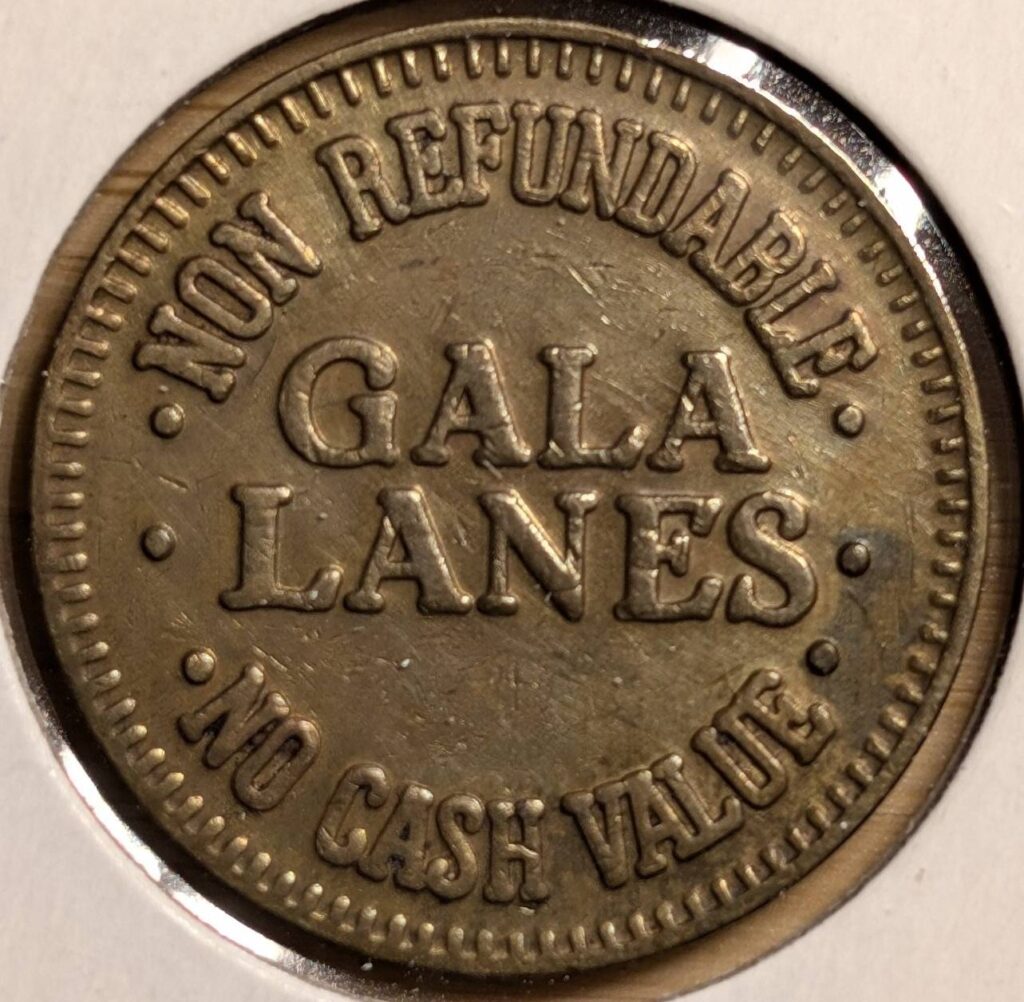 NON REFUNDABLE
GALA
LANES
NO CASH VALUE